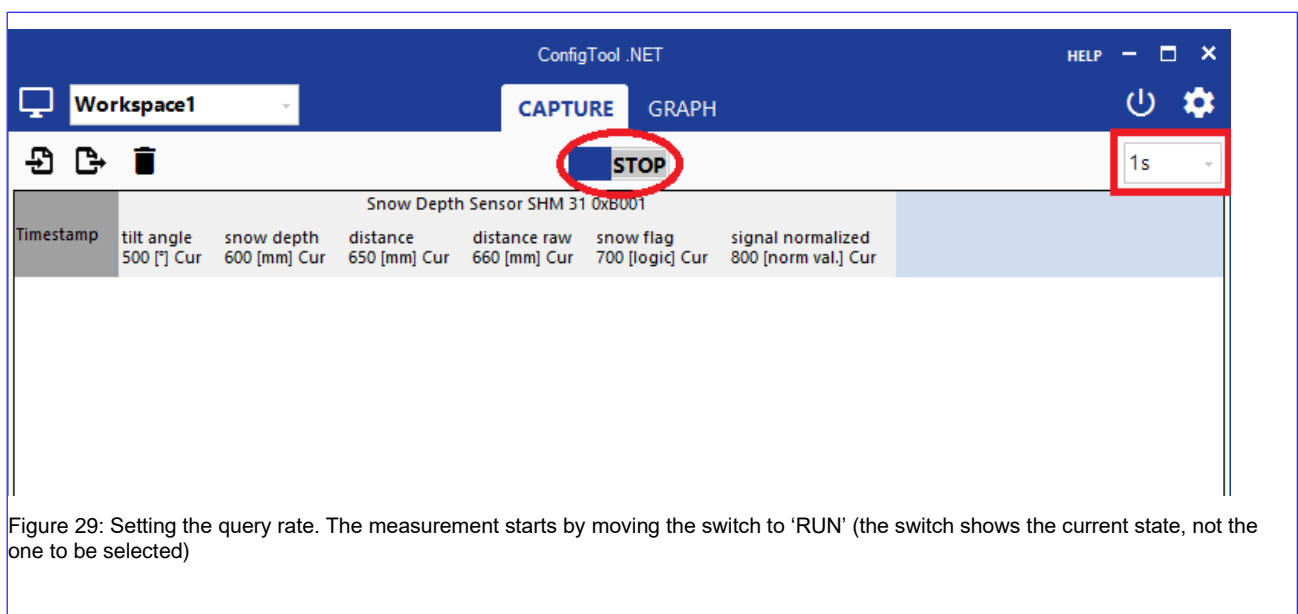 ConfigTool .NET
HELP
Workspace1
CAPTURE GRAPH
STOP
1s
Snow Depth Sensor SHM 31 0xB001
Timestamp
tilt angle snow depth distance distance raw snow flag signal normalized
500 [°] Cur 600 [mm] Cur 650 [mm] Cur 660 [mm] Cur 700 [logic] Cur 800 [norm val.] Cur
Figure 29: Setting the query rate. The measurement starts by moving the switch to ‘RUN’ (the switch shows the current state, not the
one to be selected)